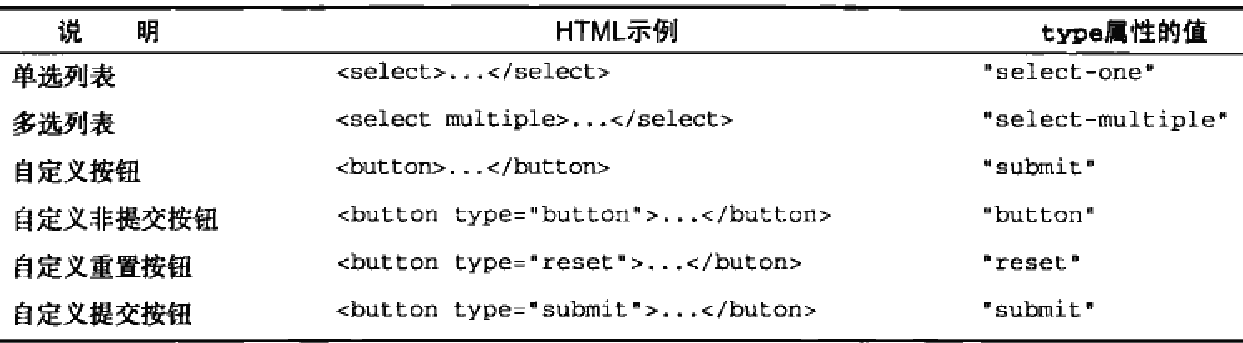 说 明 HTML示例 type属性的值
单选列表 <select>...</select> "select-one"
多选列表 <select multiple>...</select> "select-multiple"
自定义按钮 <button>...</button> "submit"
自定义非提交按钮 <button type="button">...</button> "button"
自定义重置按钮 <button type="reset">...</buton> "reset"
自定义提交按钮 <button type="submit">...</buton> "submit"